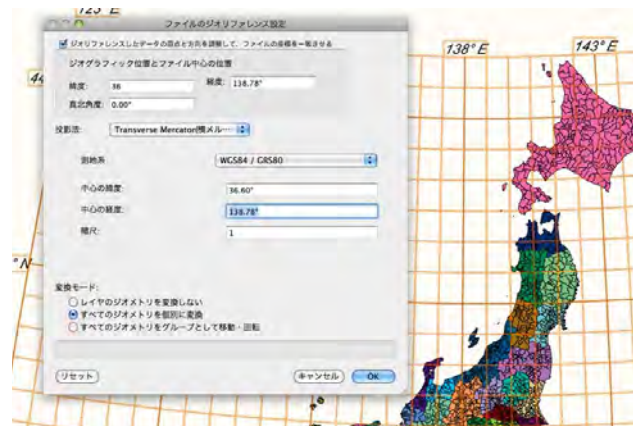 123°E
ファイルのジオリファレンス設定
ジオリファレンスしたデータの原点と方向を調整して、ファイルの座標を一致させる
138°E
143°E
ジオグラフィック位置とファイル中心の位置
緯度:
36
経度:
138.78°
真北角度:
0.00°
投影法:
Transverse Mercator(横メル…
測地系
WGS84 / GRS80
中心の緯度:
36.60°
中心の経度:
138.78°
縮尺:
1
°N
変換モード:
レイヤのジオメトリを変換しない
すべてのジオメトリを個別に変換
すべてのジオメトリをグループとして移動・回転
リセット
キャンセル
OK